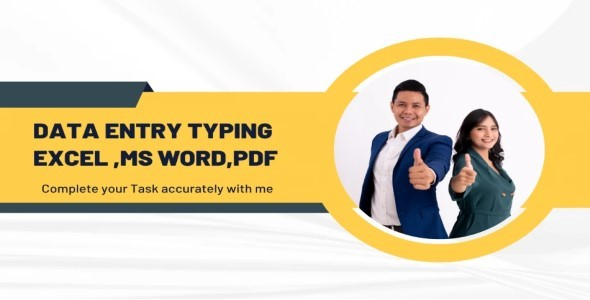 DATA ENTRY TYPING
EXCEL ,MS WORD,PDF
Complete your Task accurately with me